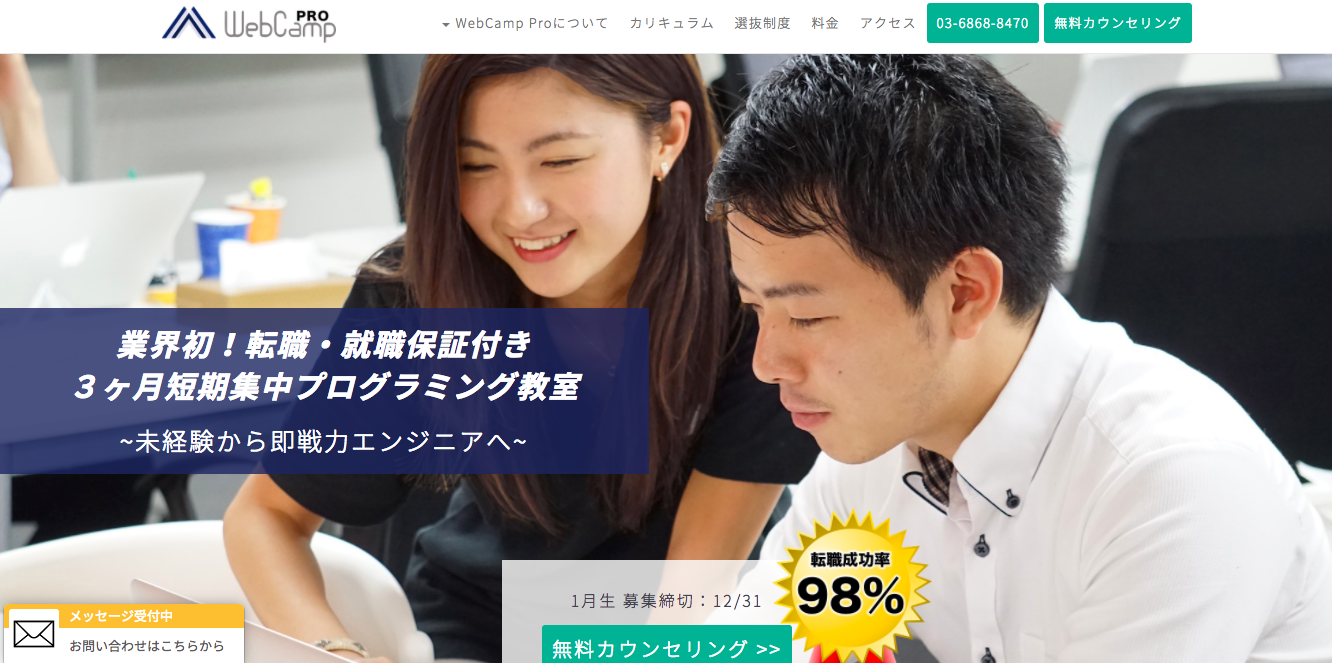 WebCamp PRO
WebCamp Proについて
カリキュラム
選抜制度
料金
アクセス
03-6868-8470
無料カウンセリング
業界初！転職・就職保証付き
３ヶ月短期集中プログラミング教室
~未経験から即戦力エンジニアへ~
転職成功率
98%
1月生 募集締切：12/31
無料カウンセリング >>
メッセージ受付中
お問い合わせはこちらから